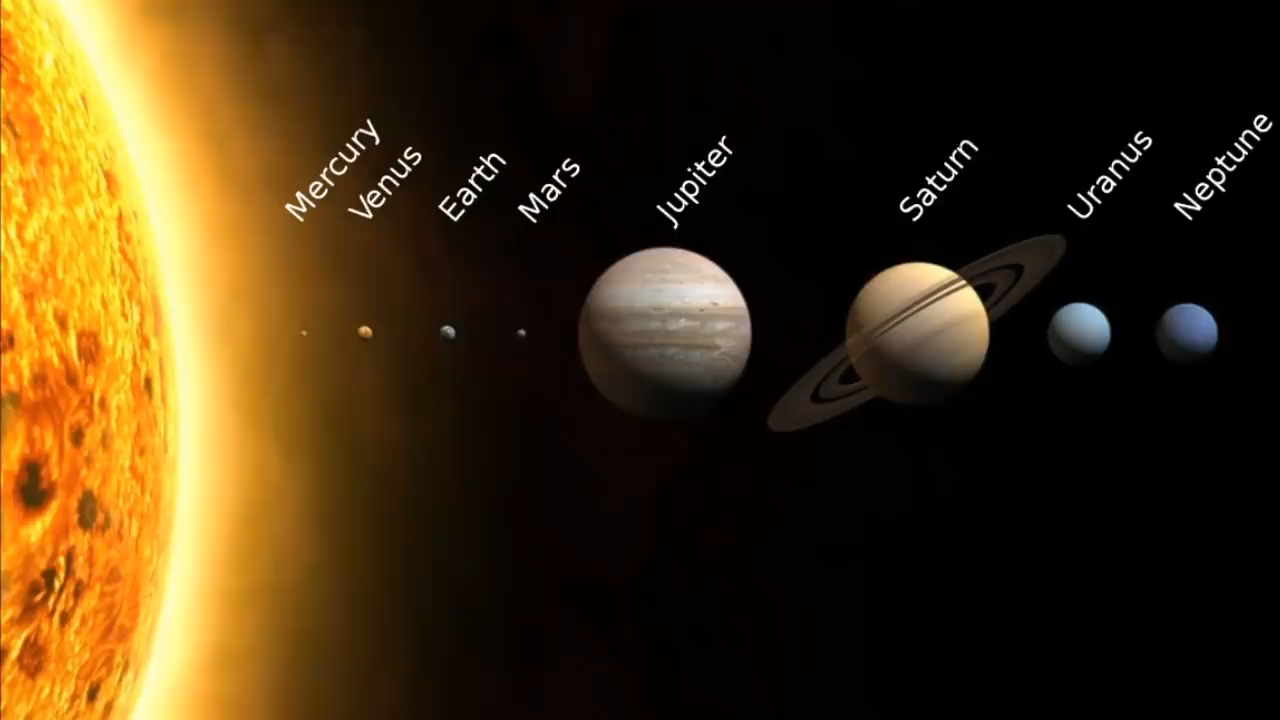 Mercury
Venus
Earth
Mars
Jupiter
Saturn
Uranus
Neptune